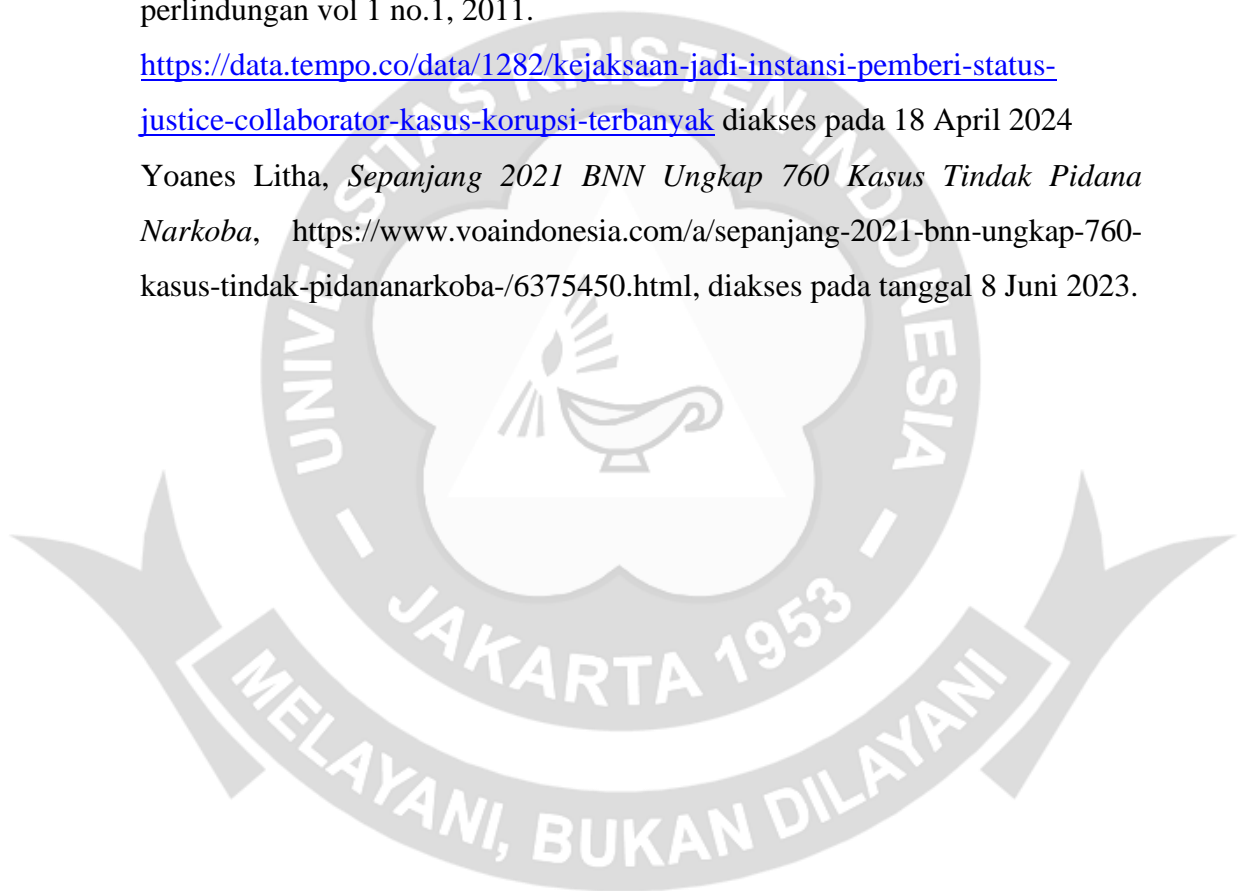 perlindungan vol 1 no.1, 2011.
https://data.tempo.co/data/1282/kejaksaan-jadi-instansi-pemberi-status-
justice-collaborator-kasus-korupsi-terbanyak diakses pada 18 April 2024
Yoanes Litha, Sepanjang 2021 BNN Ungkap 760 Kasus Tindak Pidana
Narkoba, https://www.voaindonesia.com/a/sepanjang-2021-bnn-ungkap-760-
kasus-tindak-pidananarkoba-/6375450.html, diakses pada tanggal 8 Juni 2023.
UNIVERSITAS KRISTEN INDONESIA
- JAKARTA 1953 -
MELAYANI, BUKAN DILAYANI